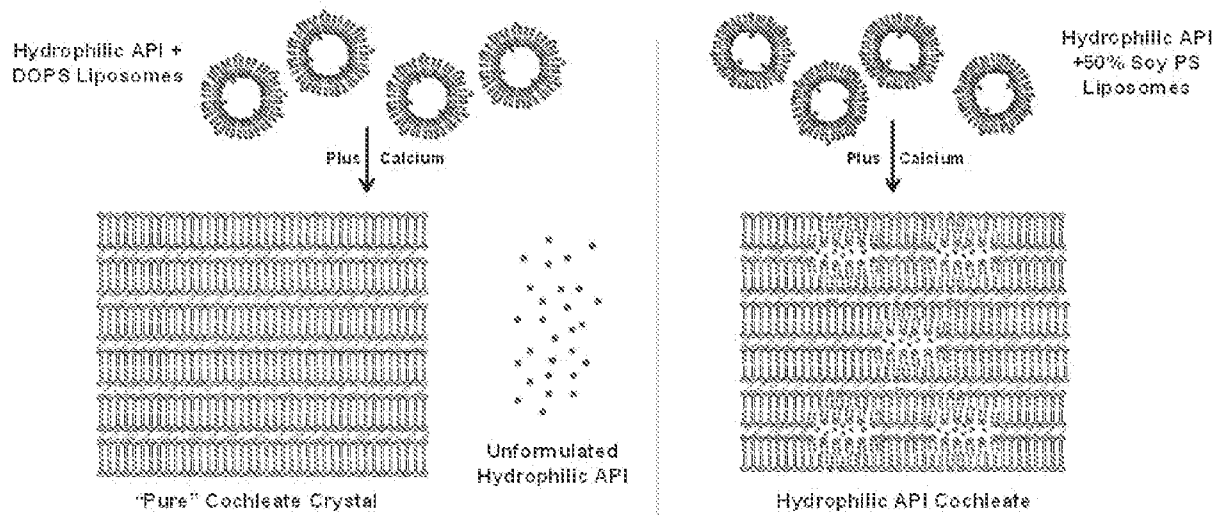 Hydrophilic API +
DOPS Liposomes
Plus
Calcium
Unformulated
Hydrophilic API
"Pure" Cochleate Crystal
Hydrophilic API
+50% Soy PS
Liposomes
Plus
Calcium
Hydrophilic API Cochleate